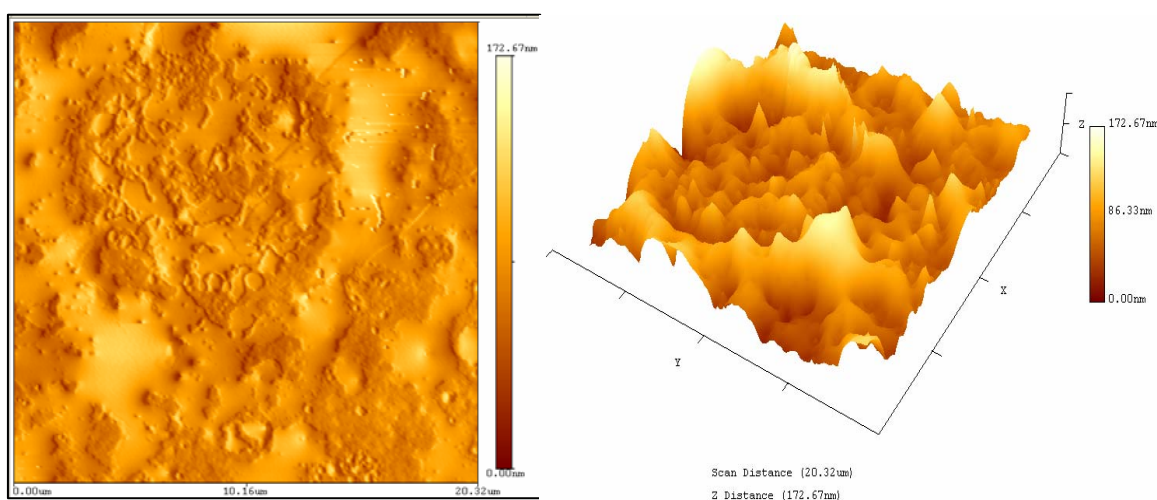 172.67nm
0.00nm
0.00um
10.16um
20.32um
Z
172.67nm
86.33nm
0.00nm
X
Y
Scan Distance (20.32um)
Z Distance (172.67nm)